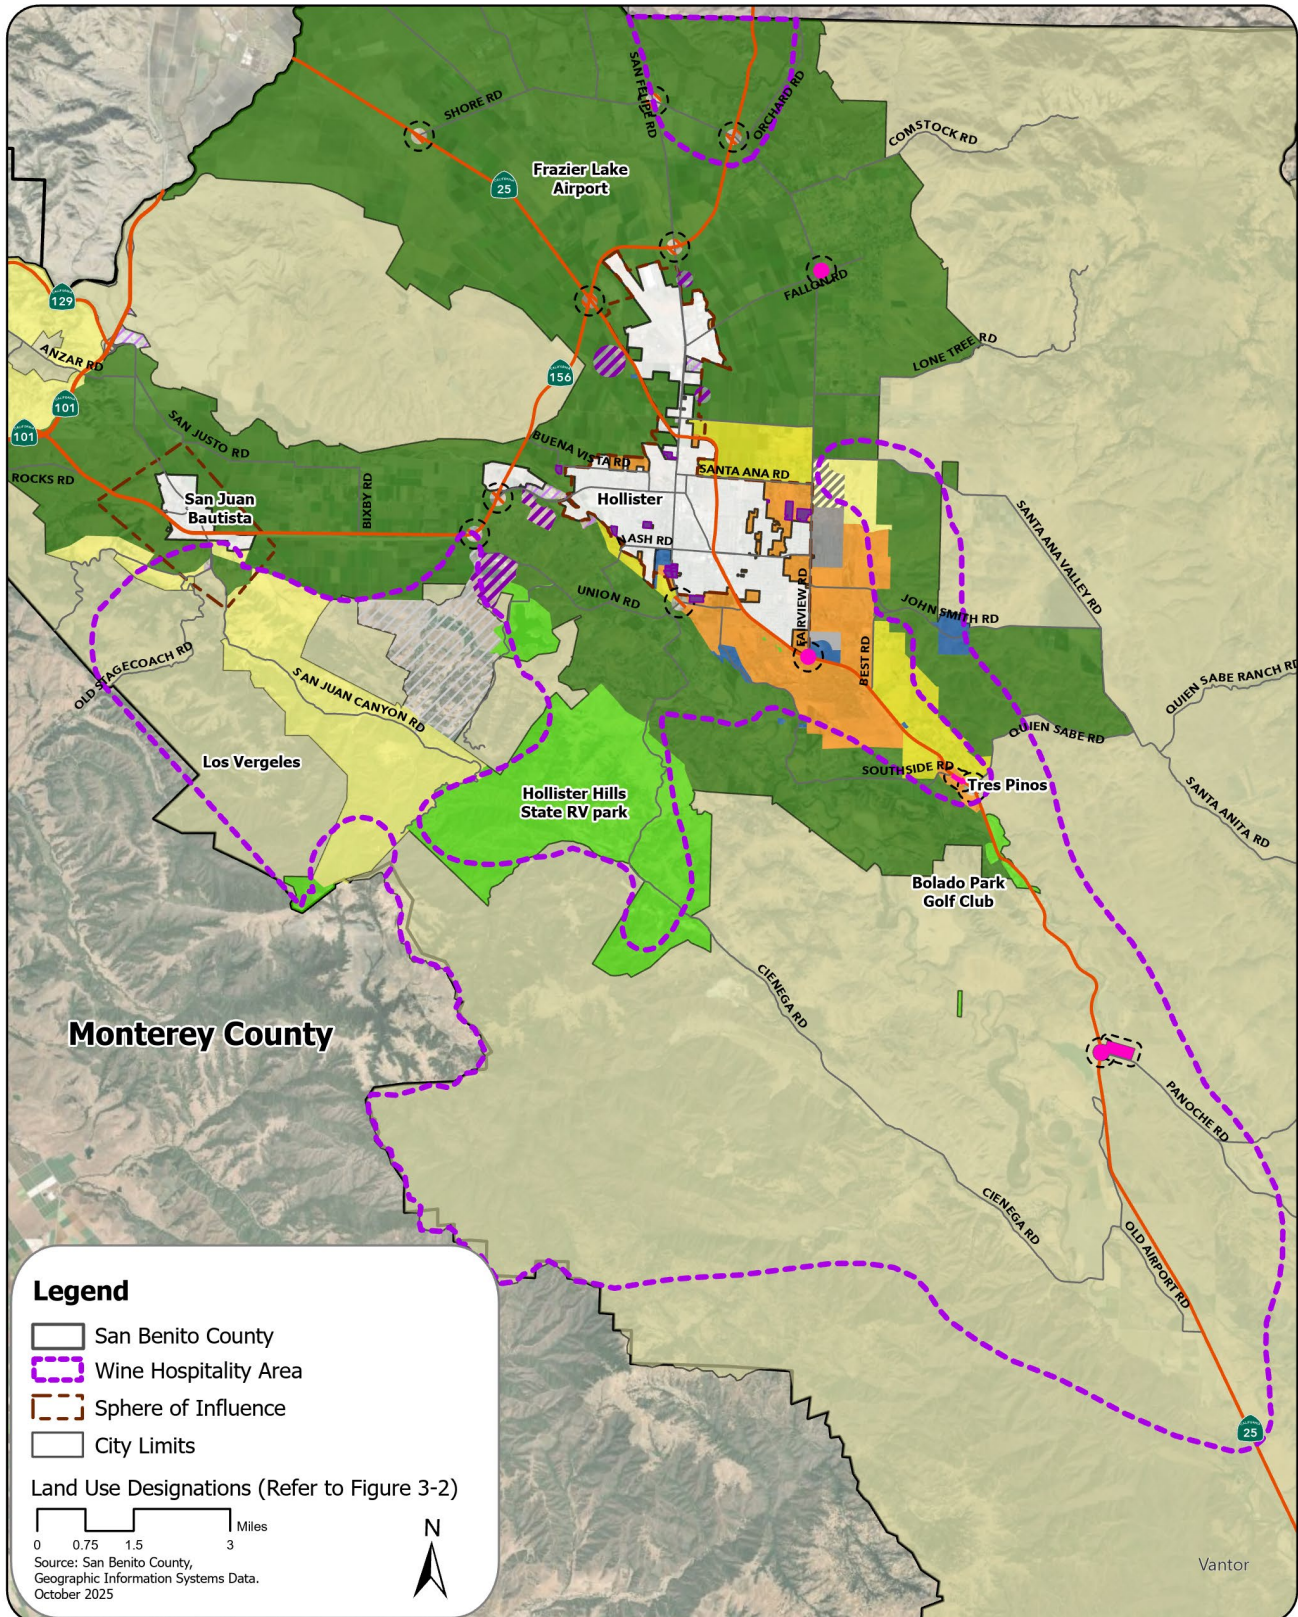 SHORE RD
SAN FELIPE RD
ORCHARD RD
COMSTOCK RD
Frazier Lake
Airport
CALIFORNIA
25
FALLON RD
CALIFORNIA
129
ANZAR RD
LONE TREE RD
CALIFORNIA
156
CALIFORNIA
101
CALIFORNIA
101
SAN JUSTO RD
BUENA VISTA RD
SANTA ANA RD
ROCKS RD
BIXBY RD
San Juan
Bautista
Hollister
SANTA ANA VALLEY RD
LASH RD
UNION RD
FAIRVIEW RD
JOHN SMITH RD
BEST RD
OLD STAGECOACH RD
SAN JUAN CANYON RD
QUIEN SABE RANCH RD
QUIEN SABE RD
Los Vergeles
SOUTHSIDE RD
Tres Pinos
Hollister Hills
State RV park
SANTA ANITA RD
Bolado Park
Golf Club
CIENEGA RD
Monterey County
PANOCHE RD
CIENEGA RD
OLD AIRPORT RD
CALIFORNIA
25
Legend
San Benito County
Wine Hospitality Area
Sphere of Influence
City Limits
Land Use Designations (Refer to Figure 3-2)
Miles
0 0.75 1.5 3
Source: San Benito County,
Geographic Information Systems Data.
October 2025
N
Vantor